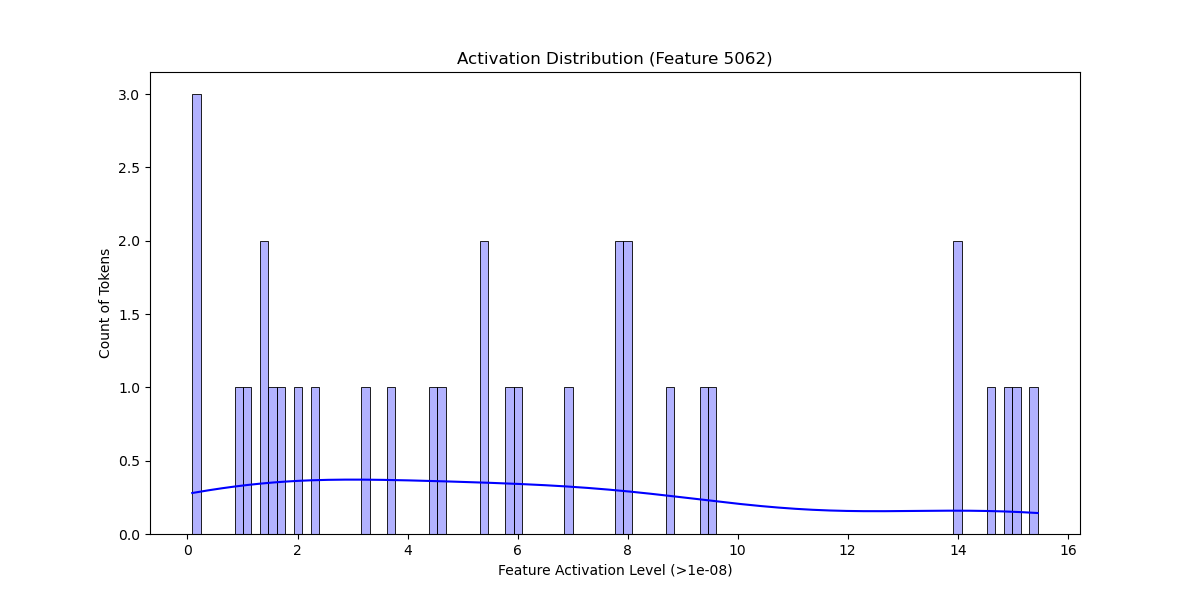 Activation Distribution (Feature 5062)
3.0
2.5
2.0
1.5
1.0
0.5
0.0
Count of Tokens
0 2 4 6 8 10 12 14 16
Feature Activation Level (>1e-08)